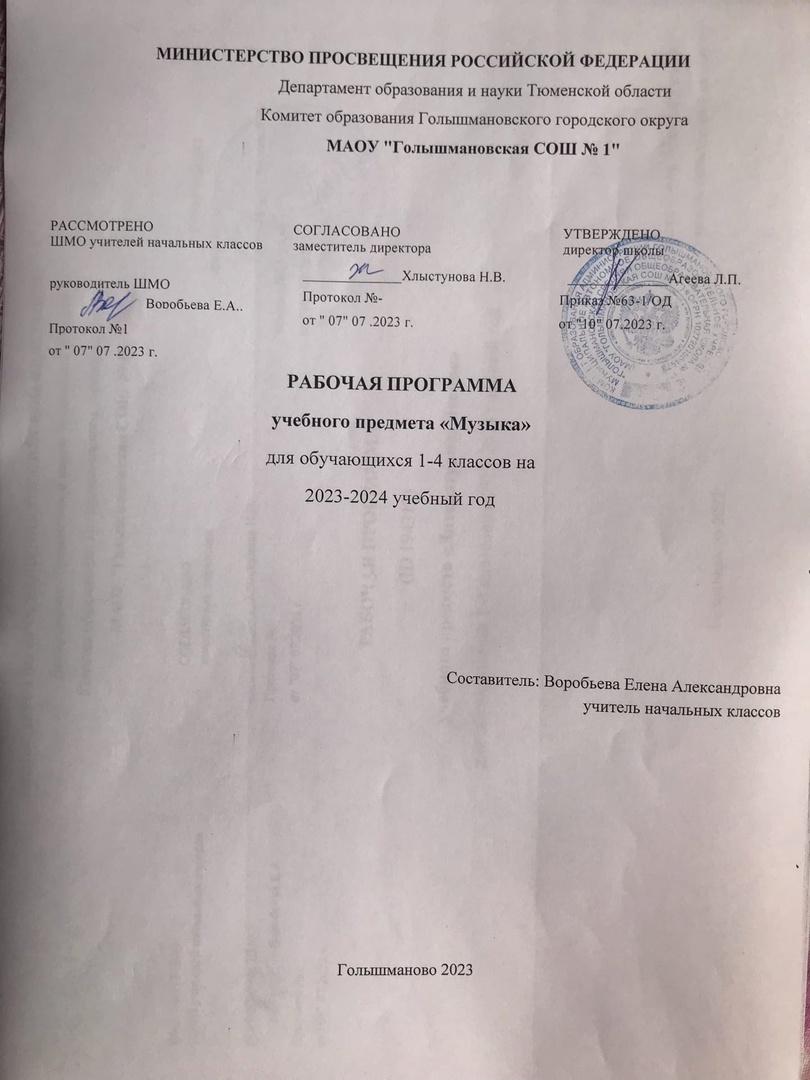 МИНИСТЕРСТВО ПРОСВЕЩЕНИЯ РОССИЙСКОЙ ФЕДЕРАЦИИ
Департамент образования и науки Тюменской области
Комитет образования Голышмановского городского округа
МАОУ "Голышмановская СОШ № 1"
РАССМОТРЕНО
ШМО учителей начальных классов
руководитель ШМО
Воробьева Е.А..
Протокол №1
от " 07" 07 .2023 г.
СОГЛАСОВАНО
заместитель директора
Хлыстунова Н.В.
Протокол №-
от " 07" 07 .2023 г.
УТВЕРЖДЕНО
директор школы
Агеева Л.П.
Приказ №63-1 ОД
от "10" 07.2023 г.
РАБОЧАЯ ПРОГРАММА
учебного предмета «Музыка»
для обучающихся 1-4 классов на
2023-2024 учебный год
Составитель: Воробьева Елена Александровна
учитель начальных классов
Голышманово 2023